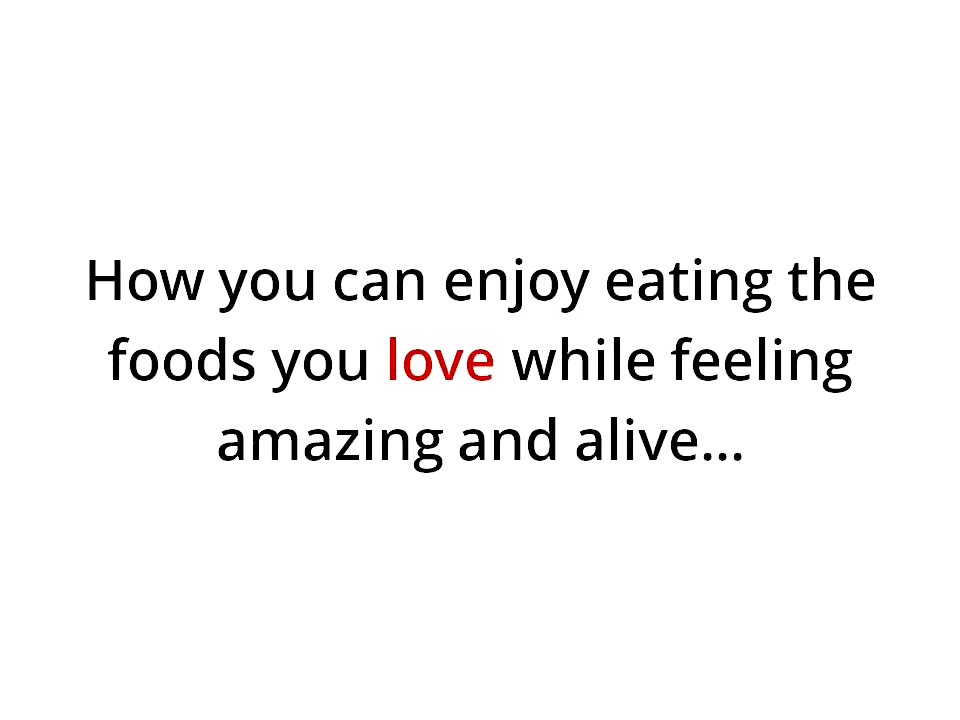 How you can enjoy eating the
foods you love while feeling
amazing and alive...